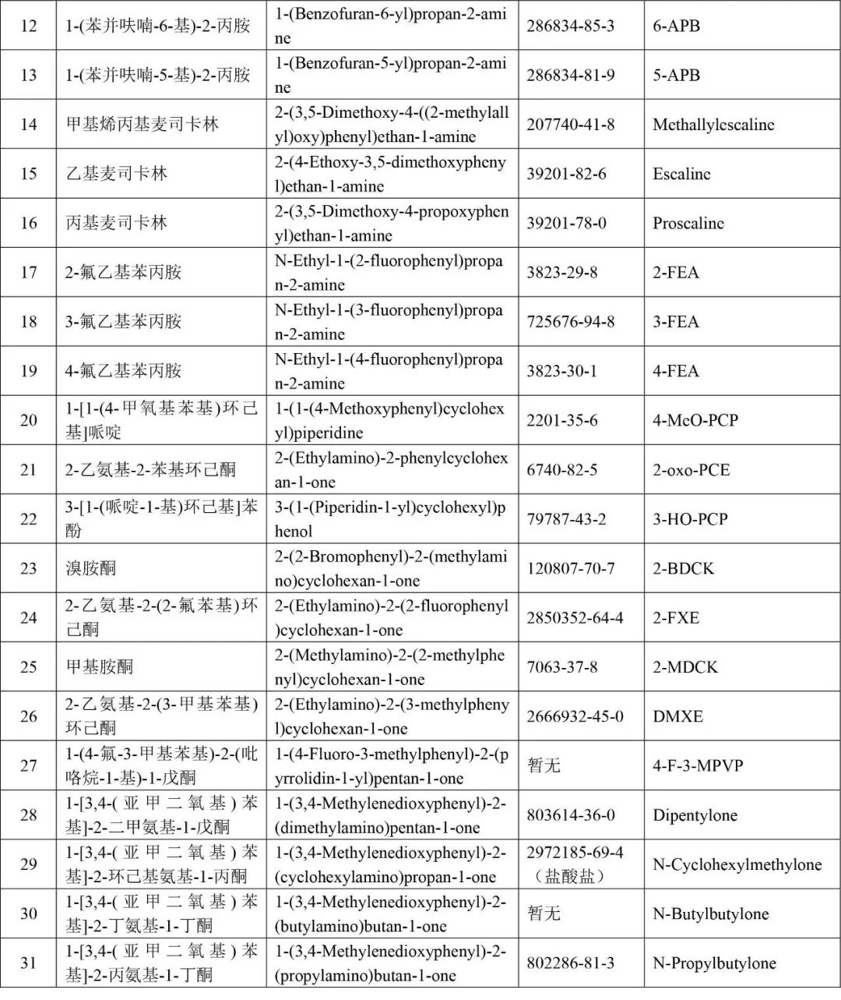 12
1-(苯并呋喃-6-基)-2-丙胺
1-(Benzofuran-6-yl)propan-2-ami
ne
286834-85-3
6-APB
13
1-(苯并呋喃-5-基)-2-丙胺
1-(Benzofuran-5-yl)propan-2-ami
ne
286834-81-9
5-APB
14
甲基烯丙基麦司卡林
2-(3,5-Dimethoxy-4-((2-methylall
yl)oxy)phenyl)ethan-1-amine
207740-41-8
Methallylescaline
15
乙基麦司卡林
2-(4-Ethoxy-3,5-dimethoxypheny
l)ethan-1-amine
39201-82-6
Escaline
16
丙基麦司卡林
2-(3,5-Dimethoxy-4-propoxyphen
yl)ethan-1-amine
39201-78-0
Proscaline
17
2-氟乙基苯丙胺
N-Ethyl-1-(2-fluorophenyl)propa
n-2-amine
3823-29-8
2-FEA
18
3-氟乙基苯丙胺
N-Ethyl-1-(3-fluorophenyl)propa
n-2-amine
725676-94-8
3-FEA
19
4-氟乙基苯丙胺
N-Ethyl-1-(4-fluorophenyl)propa
n-2-amine
3823-30-1
4-FEA
20
1-[1-(4-甲氧基苯基)环己
基]哌啶
1-(1-(4-Methoxyphenyl)cyclohex
yl)piperidine
2201-35-6
4-MeO-PCP
21
2-乙氨基-2-苯基环己酮
2-(Ethylamino)-2-phenylcyclohex
an-1-one
6740-82-5
2-oxo-PCE
22
3-[1-(哌啶-1-基)环己基]苯
酚
3-(1-(Piperidin-1-yl)cyclohexyl)p
henol
79787-43-2
3-HO-PCP
23
溴胺酮
2-(2-Bromophenyl)-2-(methylami
no)cyclohexan-1-one
120807-70-7
2-BDCK
24
2-乙氨基-2-(2-氟苯基)环
己酮
2-(Ethylamino)-2-(2-fluorophenyl
)cyclohexan-1-one
2850352-64-4
2-FXE
25
甲基胺酮
2-(Methylamino)-2-(2-methylphe
nyl)cyclohexan-1-one
7063-37-8
2-MDCK
26
2-乙氨基-2-(3-甲基苯基)
环己酮
2-(Ethylamino)-2-(3-methylpheny
l)cyclohexan-1-one
2666932-45-0
DMXE
27
1-(4-氟-3-甲基苯基)-2-(吡
咯烷-1-基)-1-戊酮
1-(4-Fluoro-3-methylphenyl)-2-(p
yrrolidin-1-yl)pentan-1-one
暂无
4-F-3-MPVP
28
1-[3,4-(亚甲二氧基)苯
基]-2-二甲氨基-1-戊酮
1-(3,4-Methylenedioxyphenyl)-2-
(dimethylamino)pentan-1-one
803614-36-0
Dipentylone
29
1-[3,4-(亚甲二氧基)苯
基]-2-环己基氨基-1-丙酮
1-(3,4-Methylenedioxyphenyl)-2-
(cyclohexylamino)propan-1-one
2972185-69-4
（盐酸盐）
N-Cyclohexylmethylone
30
1-[3,4-(亚甲二氧基)苯
基]-2-丁氨基-1-丁酮
1-(3,4-Methylenedioxyphenyl)-2-
(butylamino)butan-1-one
暂无
N-Butylbutylone
31
1-[3,4-(亚甲二氧基)苯
基]-2-丙氨基-1-丁酮
1-(3,4-Methylenedioxyphenyl)-2-
(propylamino)butan-1-one
802286-81-3
N-Propylbutylone